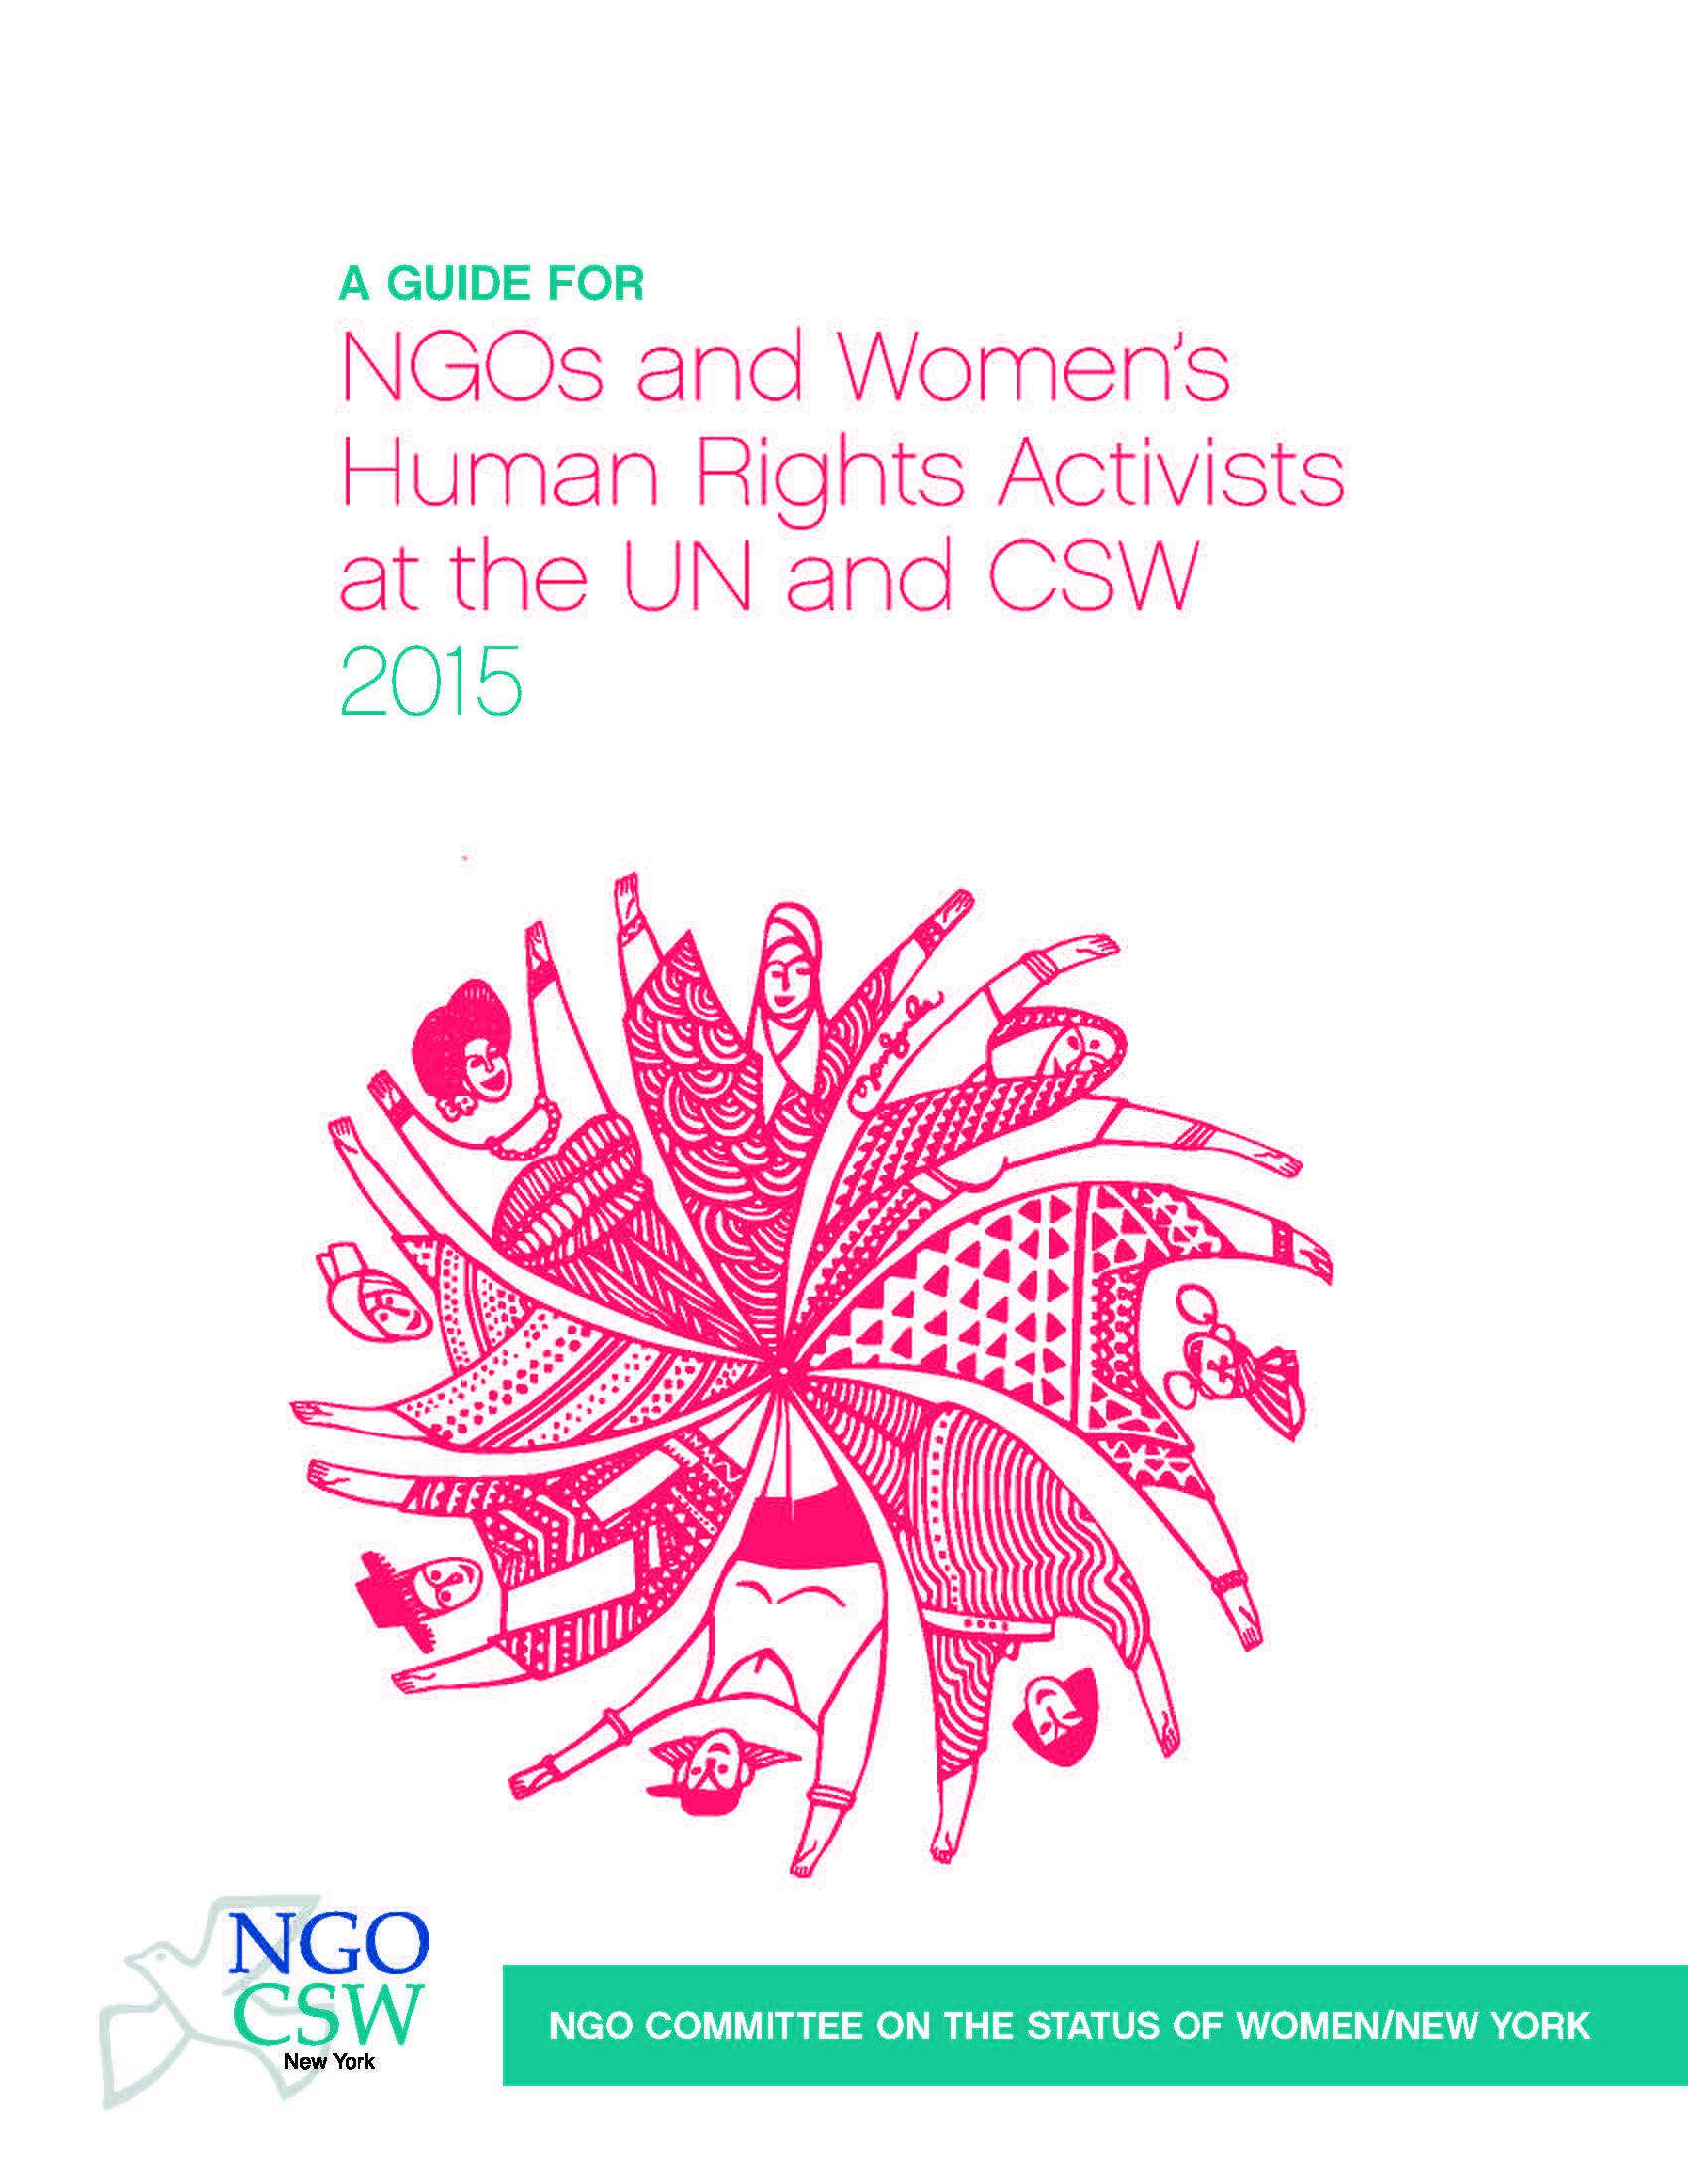 A GUIDE FOR
NGOs and Women's
Human Rights Activists
at the UN and CSW
2015
NGO
CSW
New York
NGO COMMITTEE ON THE STATUS OF WOMEN/NEW YORK